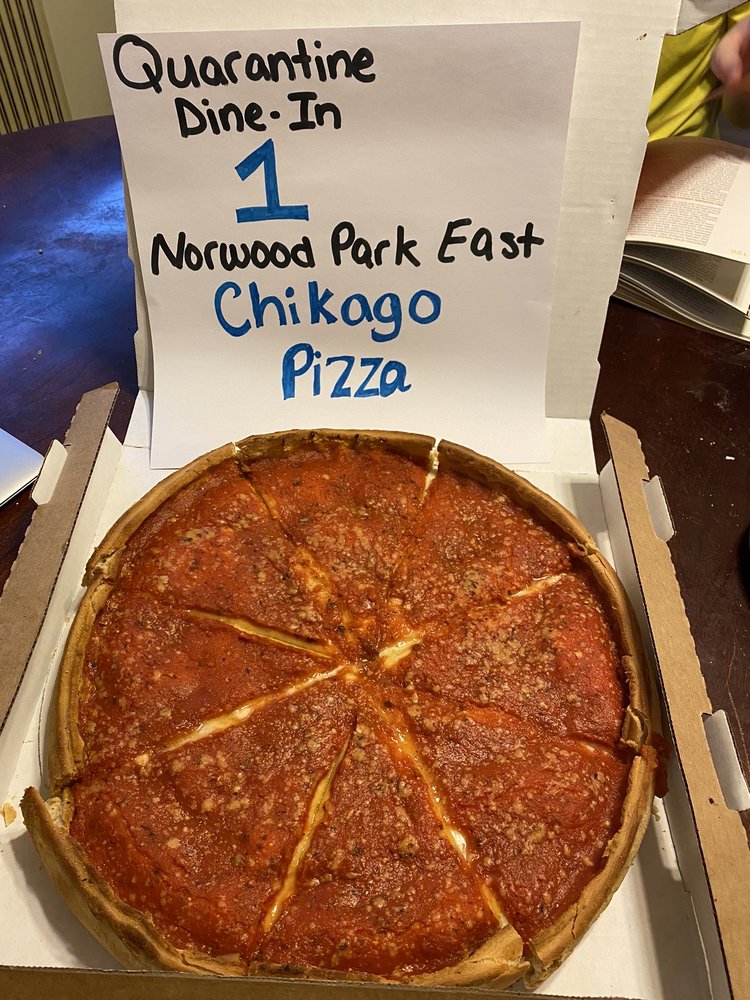 Quarantine
Dine-In
1
Norwood Park East
Chikago
Pizza